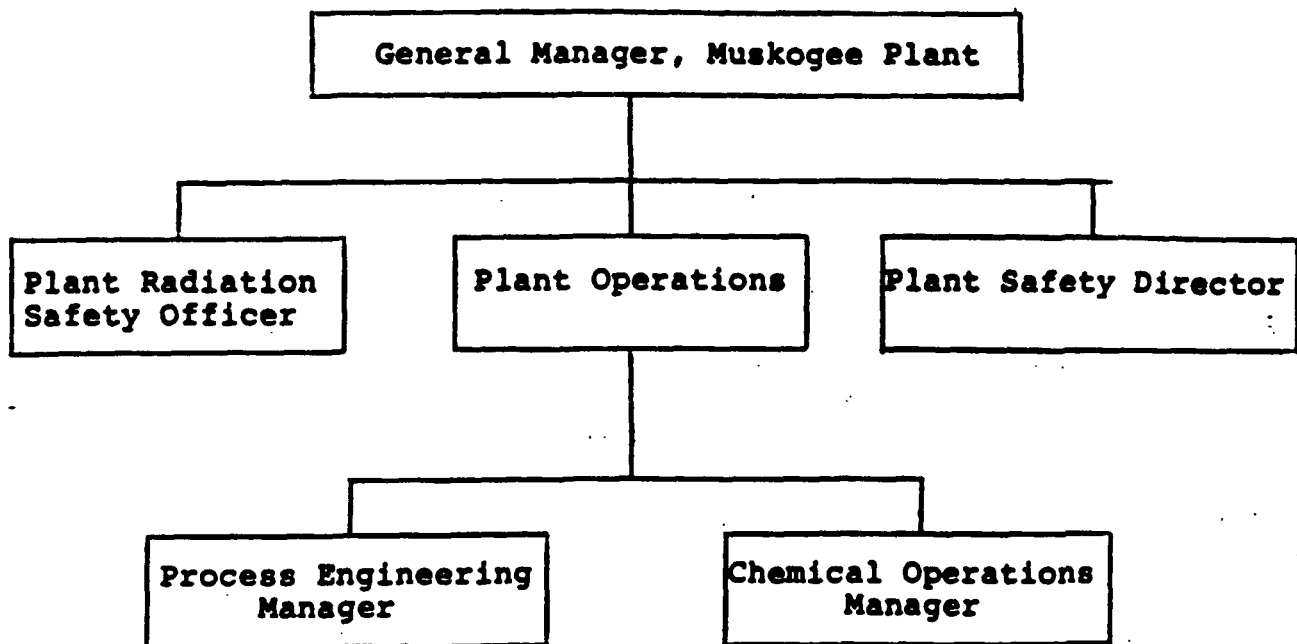 General Manager, Muskogee Plant
Plant Radiation
Safety Officer
Plant Operations
Plant Safety Director
Process Engineering
Manager
Chemical Operations
Manager